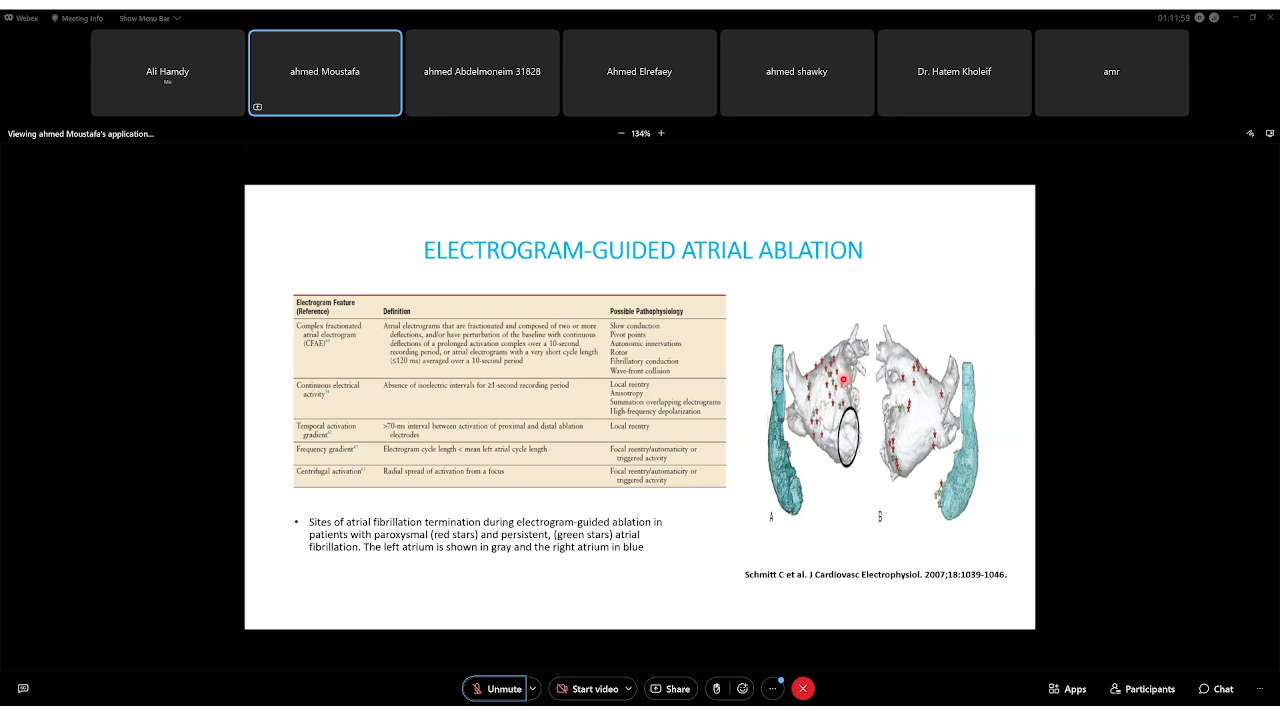 Webex Meeting Info Show Menu Bar 01:11:59
Ali Hamdy
Me
ahmed Moustafa
ahmed Abdelmoneim 31828
Ahmed Elrefaey
ahmed shawky
Dr. Hatem Kholeif
amr
Viewing ahmed Moustafa's application...
134%
ELECTROGRAM-GUIDED ATRIAL ABLATION
Electrogram Feature
(Reference) Definition Possible Pathophysiology
Complex fractionated
atrial electrogram
(CFAE)
Atrial electrograms that are fractionated and composed of two or more
deflections, and/or have perturbation of the baseline with continuous
deflections of a prolonged activation complex over a 10-second
recording period, or atrial electrograms with a very short cycle length
(≤120 ms) averaged over a 10-second period
Slow conduction
Pivot points
Autonomic innervations
Rotor
Fibrillatory conduction
Wave-front collision
Continuous electrical
activity
Absence of isoelectric intervals for ≥1-second recording period
Local reentry
Anisotropy
Summation overlapping electrograms
High-frequency depolarization
Temporal activation
gradient
>70-ms interval between activation of proximal and distal ablation
electrodes
Local reentry
Frequency gradient
Electrogram cycle length < mean left atrial cycle length
Focal reentry/automaticity or
triggered activity
Centrifugal activation
Radial spread of activation from a focus
Focal reentry/automaticity or
triggered activity
A
B
• Sites of atrial fibrillation termination during electrogram-guided ablation in
patients with paroxysmal (red stars) and persistent, (green stars) atrial
fibrillation. The left atrium is shown in gray and the right atrium in blue
Schmitt C et al. J Cardiovasc Electrophysiol. 2007;18:1039-1046.
Unmute Start video Share Apps Participants Chat